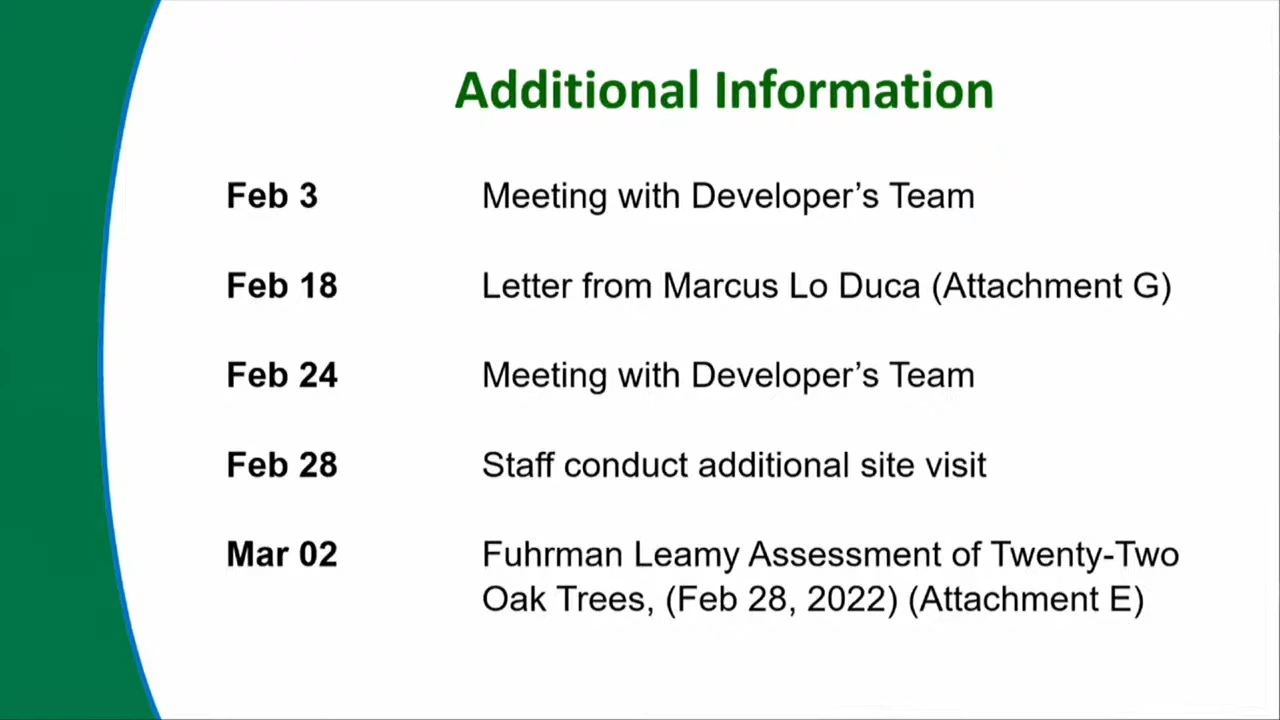 Additional Information
Feb 3 Meeting with Developer’s Team
Feb 18 Letter from Marcus Lo Duca (Attachment G)
Feb 24 Meeting with Developer’s Team
Feb 28 Staff conduct additional site visit
Mar 02 Fuhrman Leamy Assessment of Twenty-Two
Oak Trees, (Feb 28, 2022) (Attachment E)